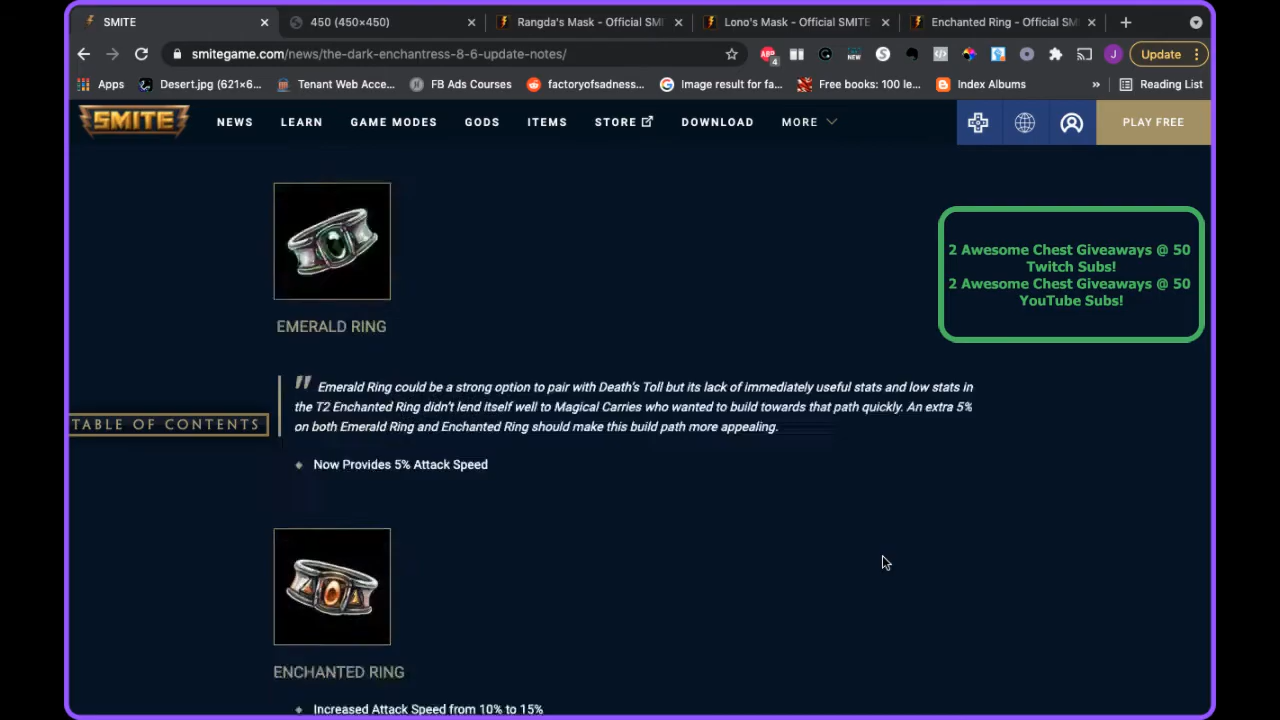 SMITE
450 (450×450)
Rangda's Mask - Official SMI
Lono's Mask - Official SMITE
Enchanted Ring - Official SM
smitegame.com/news/the-dark-enchantress-8-6-update-notes/
4
NEW
S
J
Update
Apps
Desert.jpg (621×6...
Tenant Web Acce...
FB Ads Courses
factoryofsadness...
Image result for fa...
Free books: 100 le...
Index Albums
»
Reading List
SMITE
NEWS
LEARN
GAME MODES
GODS
ITEMS
STORE
DOWNLOAD
MORE
PLAY FREE
2 Awesome Chest Giveaways @ 50
Twitch Subs!
2 Awesome Chest Giveaways @ 50
YouTube Subs!
EMERALD RING
" Emerald Ring could be a strong option to pair with Death's Toll but its lack of immediately useful stats and low stats in
the T2 Enchanted Ring didn't lend itself well to Magical Carries who wanted to build towards that path quickly. An extra 5%
on both Emerald Ring and Enchanted Ring should make this build path more appealing.
TABLE OF CONTENTS
Now Provides 5% Attack Speed
ENCHANTED RING
Increased Attack Speed from 10% to 15%